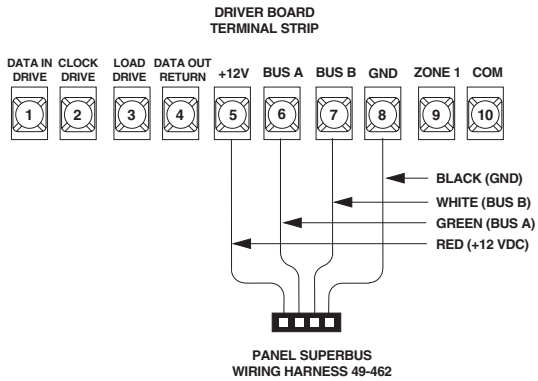 DRIVER BOARD
TERMINAL STRIP
DATA IN CLOCK LOAD DATA OUT
DRIVE DRIVE DRIVE RETURN +12V BUS A BUS B GND ZONE 1 COM
1 2 3 4 5 6 7 8 9 10
BLACK (GND)
WHITE (BUS B)
GREEN (BUS A)
RED (+12 VDC)
PANEL SUPERBUS
WIRING HARNESS 49-462